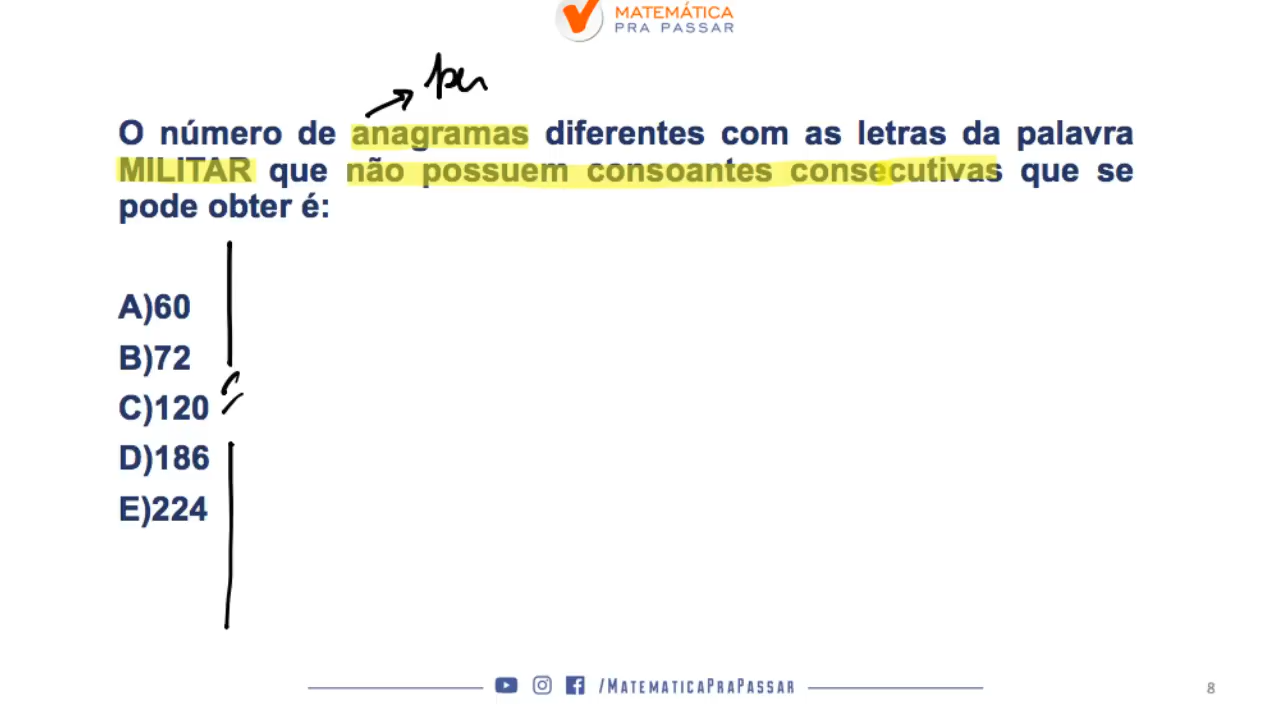 MATEMÁTICA
PRA PASSAR
O número de anagramas diferentes com as letras da palavra
MILITAR que não possuem consoantes consecutivas que se
pode obter é:
A)60
B)72
C)120
D)186
E)224
/MATEMATICAPRAPASSAR
8